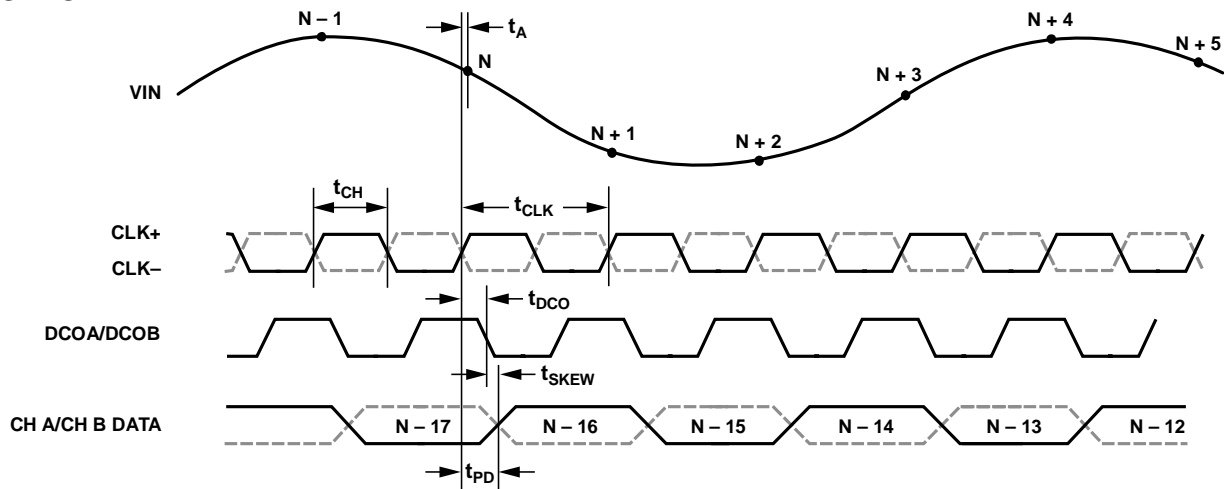 N – 1
t_A
N + 4
N
N + 5
N + 3
VIN
N + 1
N + 2
t_CH
t_CLK
CLK+
CLK–
t_DCO
DCOA/DCOB
t_SKEW
CH A/CH B DATA
N – 17
N – 16
N – 15
N – 14
N – 13
N – 12
t_PD